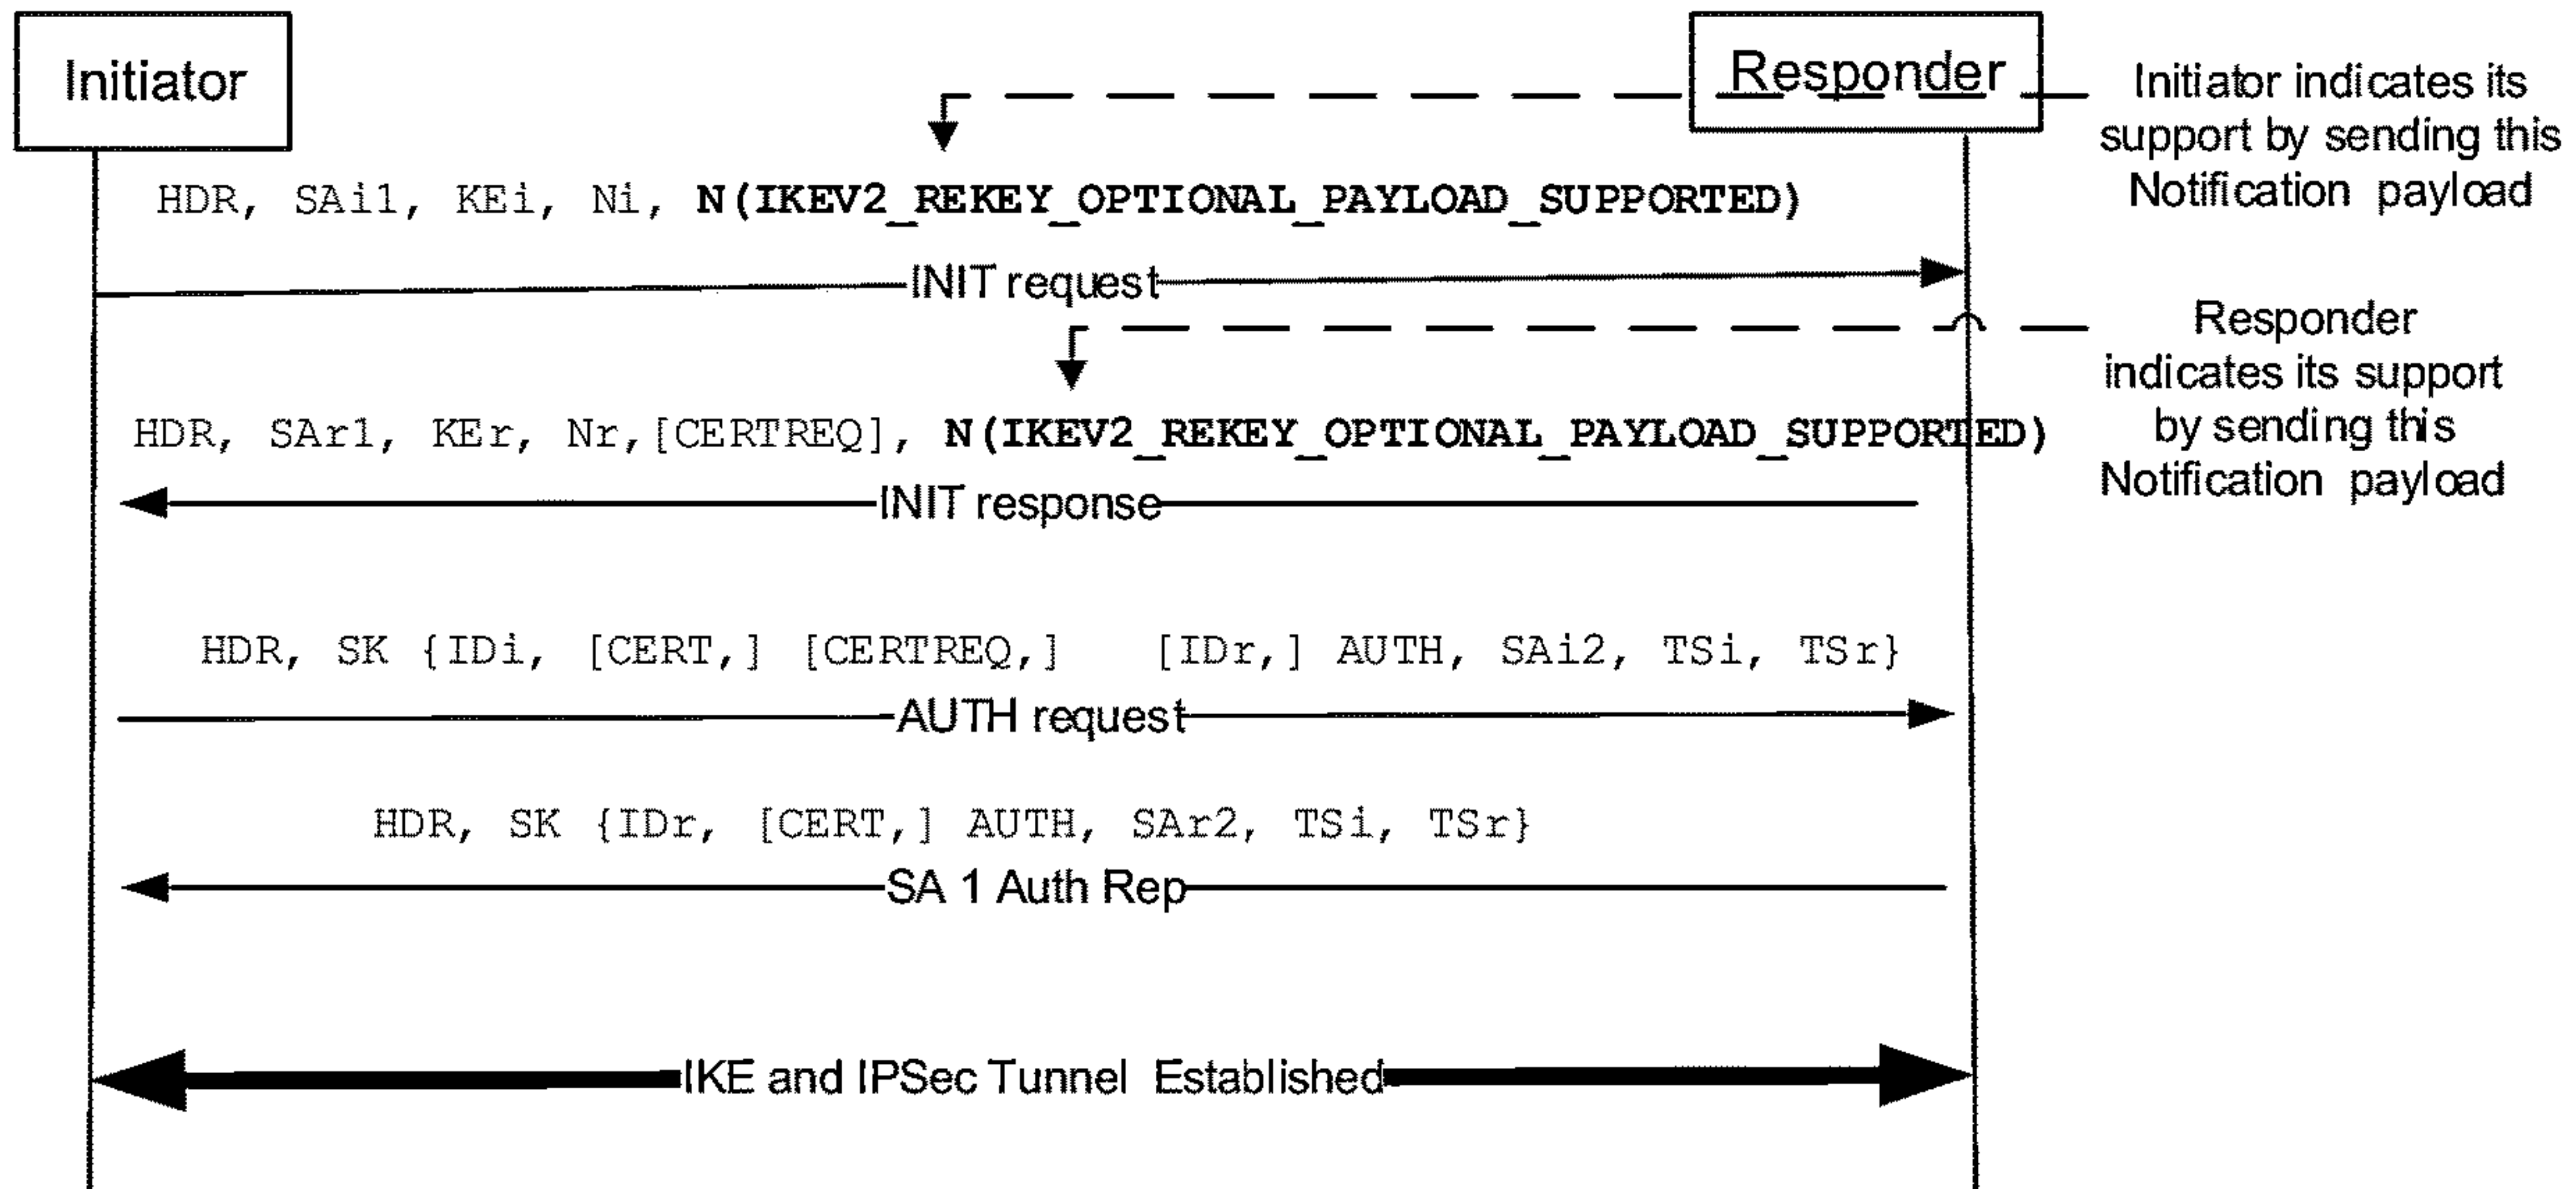 Initiator
Responder
Initiator indicates its
support by sending this
Notification payload
HDR, SAi1, KEi, Ni, N(IKEV2_REKEY_OPTIONAL_PAYLOAD_SUPPORTED)
INIT request
Responder
indicates its support
by sending this
Notification payload
HDR, SAr1, KEr, Nr,[CERTREQ], N(IKEV2_REKEY_OPTIONAL_PAYLOAD_SUPPORTED)
INIT response
HDR, SK {IDi, [CERT,] [CERTREQ,] [IDr,] AUTH, SAi2, TSi, TSr}
AUTH request
HDR, SK {IDr, [CERT,] AUTH, SAr2, TSi, TSr}
SA 1 Auth Rep
IKE and IPSec Tunnel Established